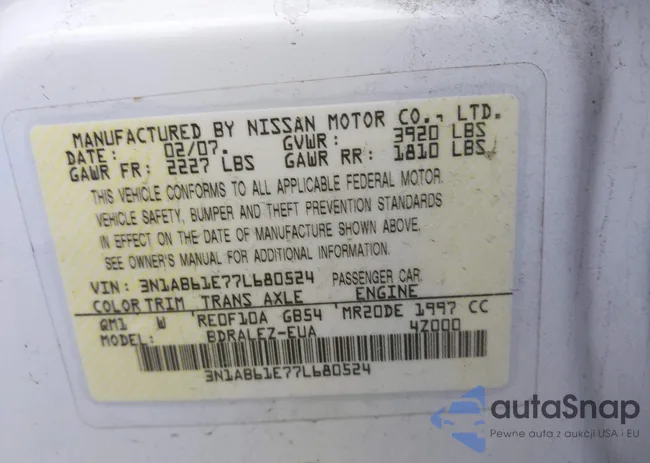 MANUFACTURED BY NISSAN MOTOR CO., LTD.
DATE: 02/07. GVWR: 3920 LBS
GAWR FR: 2227 LBS GAWR RR: 1810 LBS
THIS VEHICLE CONFORMS TO ALL APPLICABLE FEDERAL MOTOR
VEHICLE SAFETY, BUMPER AND THEFT PREVENTION STANDARDS
IN EFFECT ON THE DATE OF MANUFACTURE SHOWN ABOVE.
SEE OWNER'S MANUAL FOR ADDITIONAL INFORMATION.
VIN: 3N1AB61E77L680524 PASSENGER CAR
COLOR TRIM TRANS AXLE ENGINE
QM1 W RE0F10A GB54 MR20DE 1997 CC
MODEL: BDRALEZ-EUA 4Z000
3N1AB61E77L680524
autaSnap
Pewne auta z aukcji USA i EU